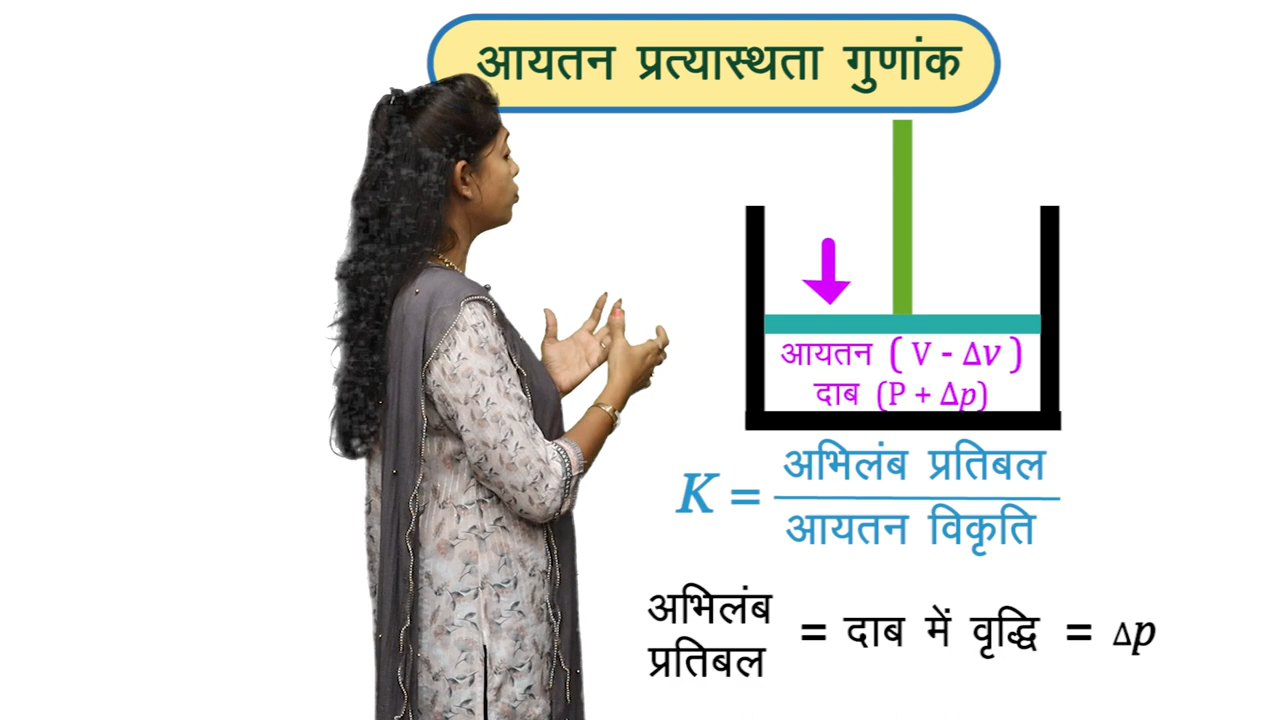 आयतन प्रत्यास्थता गुणांक
आयतन ( V - Δv )
दाब (P + Δp)
K = अभिलंब प्रतिबल
आयतन विकृति
अभिलंब
प्रतिबल = दाब में वृद्धि = Δp